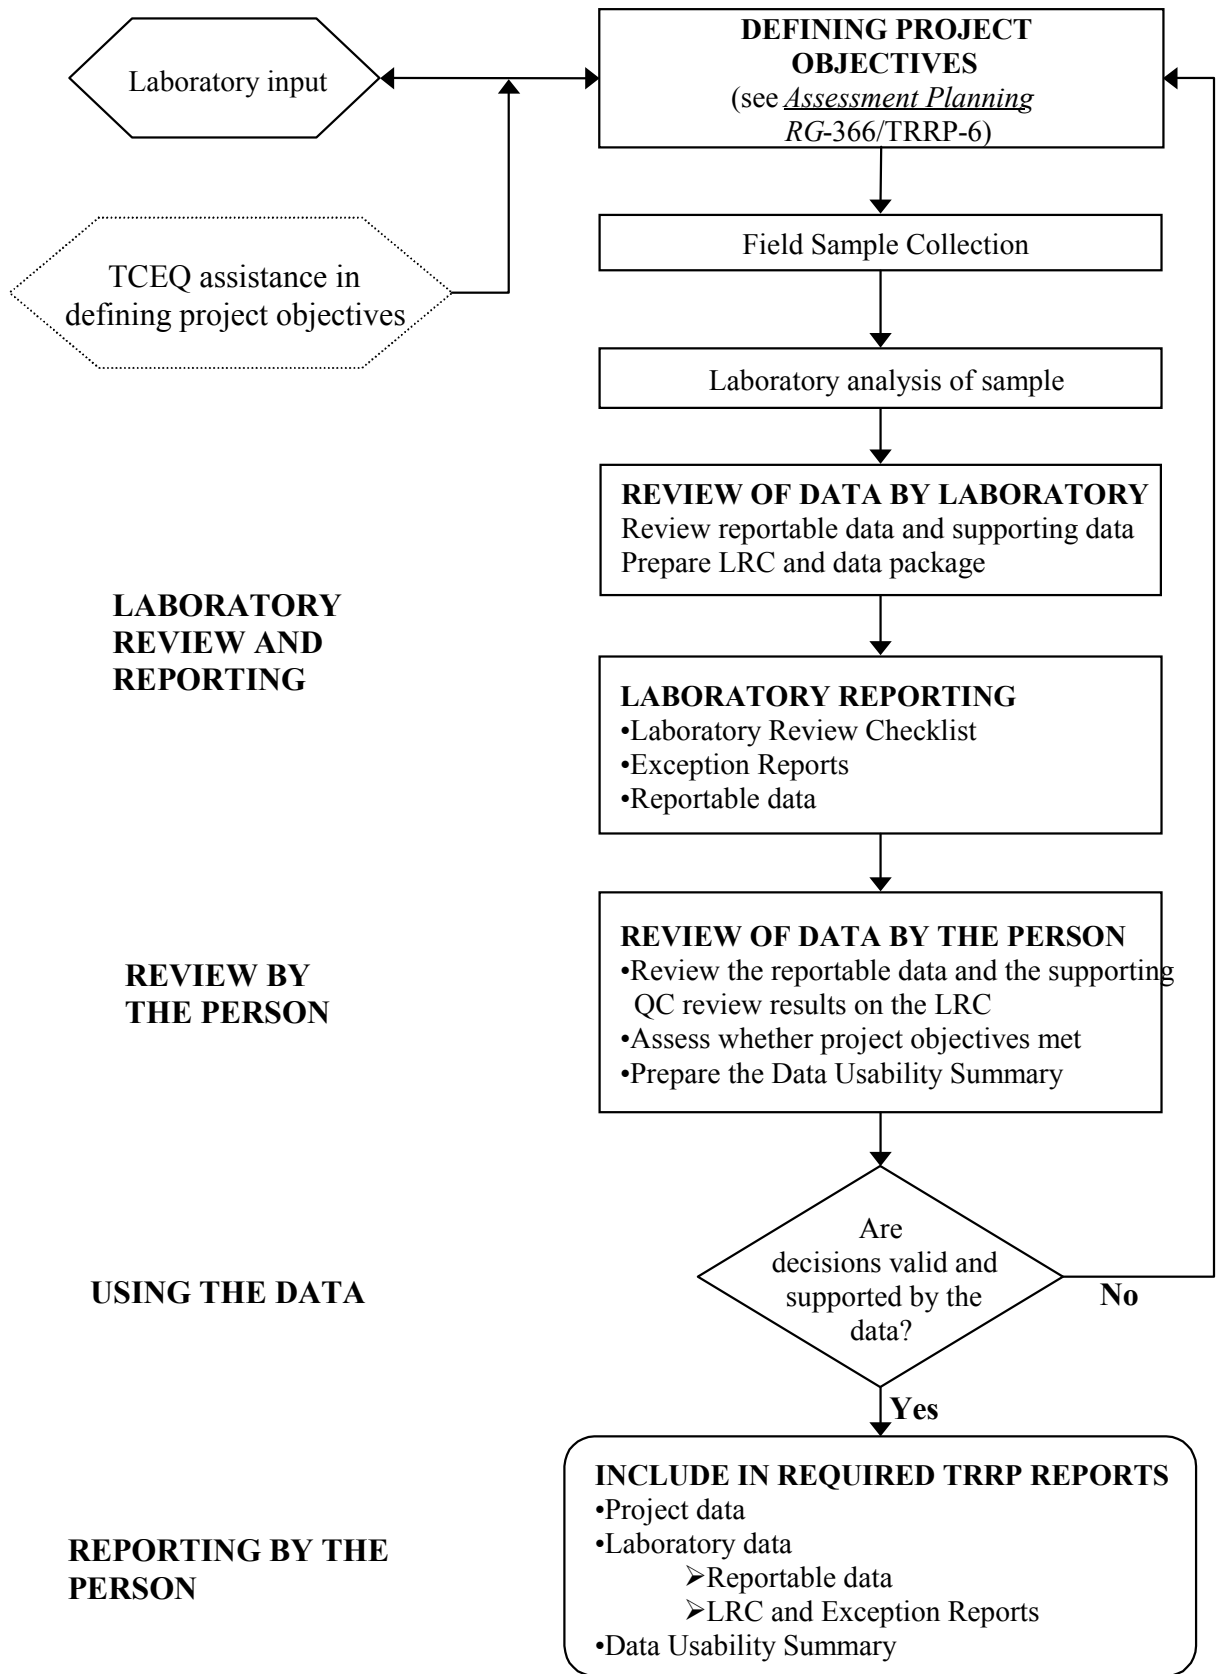 Laboratory input
DEFINING PROJECT
OBJECTIVES
(see Assessment Planning
RG-366/TRRP-6)
TCEQ assistance in
defining project objectives
Field Sample Collection
Laboratory analysis of sample
REVIEW OF DATA BY LABORATORY
Review reportable data and supporting data
Prepare LRC and data package
LABORATORY
REVIEW AND
REPORTING
LABORATORY REPORTING
•Laboratory Review Checklist
•Exception Reports
•Reportable data
REVIEW BY
THE PERSON
REVIEW OF DATA BY THE PERSON
•Review the reportable data and the supporting
QC review results on the LRC
•Assess whether project objectives met
•Prepare the Data Usability Summary
USING THE DATA
Are
decisions valid and
supported by the
data?
No
Yes
REPORTING BY THE
PERSON
INCLUDE IN REQUIRED TRRP REPORTS
•Project data
•Laboratory data
➢Reportable data
➢LRC and Exception Reports
•Data Usability Summary